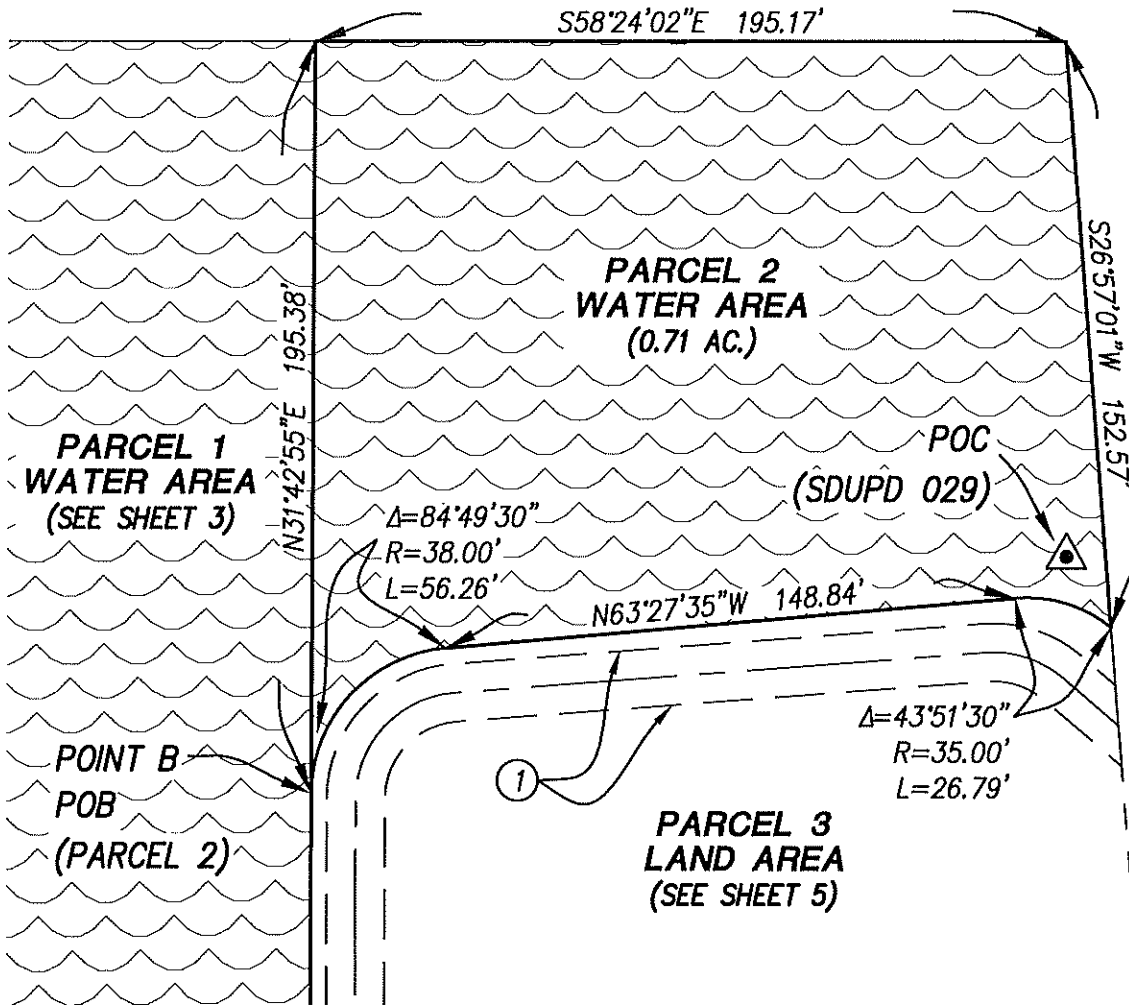 S58°24'02"E 195.17'
PARCEL 2
WATER AREA
(0.71 AC.)
S26°57'01"W 152.57'
N31°42'55"E 195.38'
PARCEL 1
WATER AREA
(SEE SHEET 3)
POC
(SDUPD 029)
Δ=84°49'30"
R=38.00'
L=56.26'
N63°27'35"W 148.84'
Δ=43°51'30"
R=35.00'
L=26.79'
POINT B
POB
(PARCEL 2)
1
PARCEL 3
LAND AREA
(SEE SHEET 5)